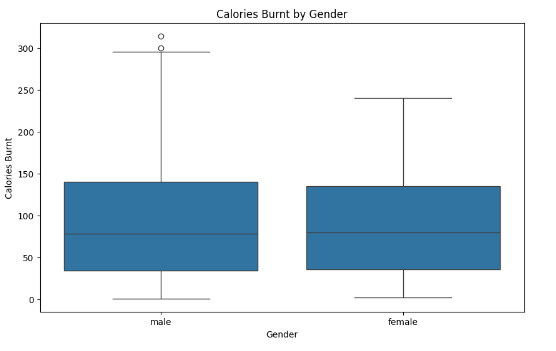 Calories Burnt by Gender
Calories Burnt
300
250
200
150
100
50
0
male
female
Gender